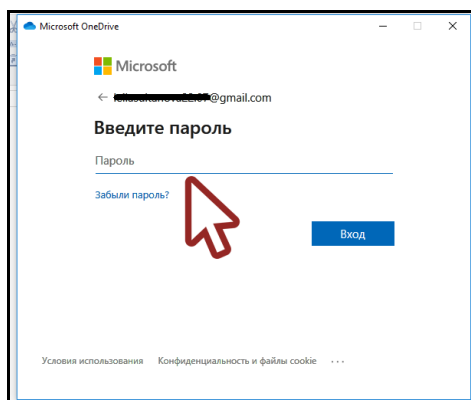 Microsoft OneDrive
Microsoft
@gmail.com
Введите пароль
Пароль
Забыли пароль?
Вход
Условия использования Конфиденциальность и файлы cookie ...